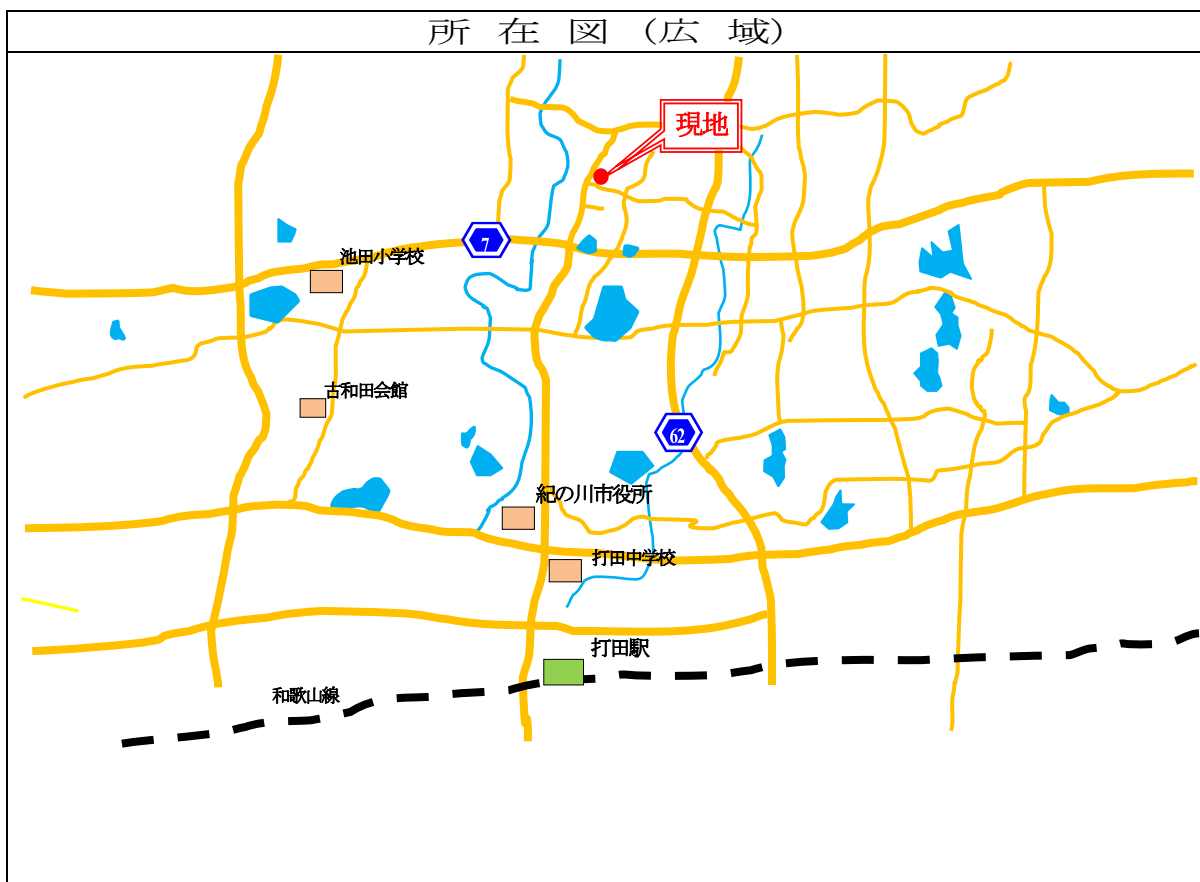 所 在 図 （広 域）
現地
7
池田小学校
古和田会館
62
紀の川市役所
打田中学校
打田駅
和歌山線